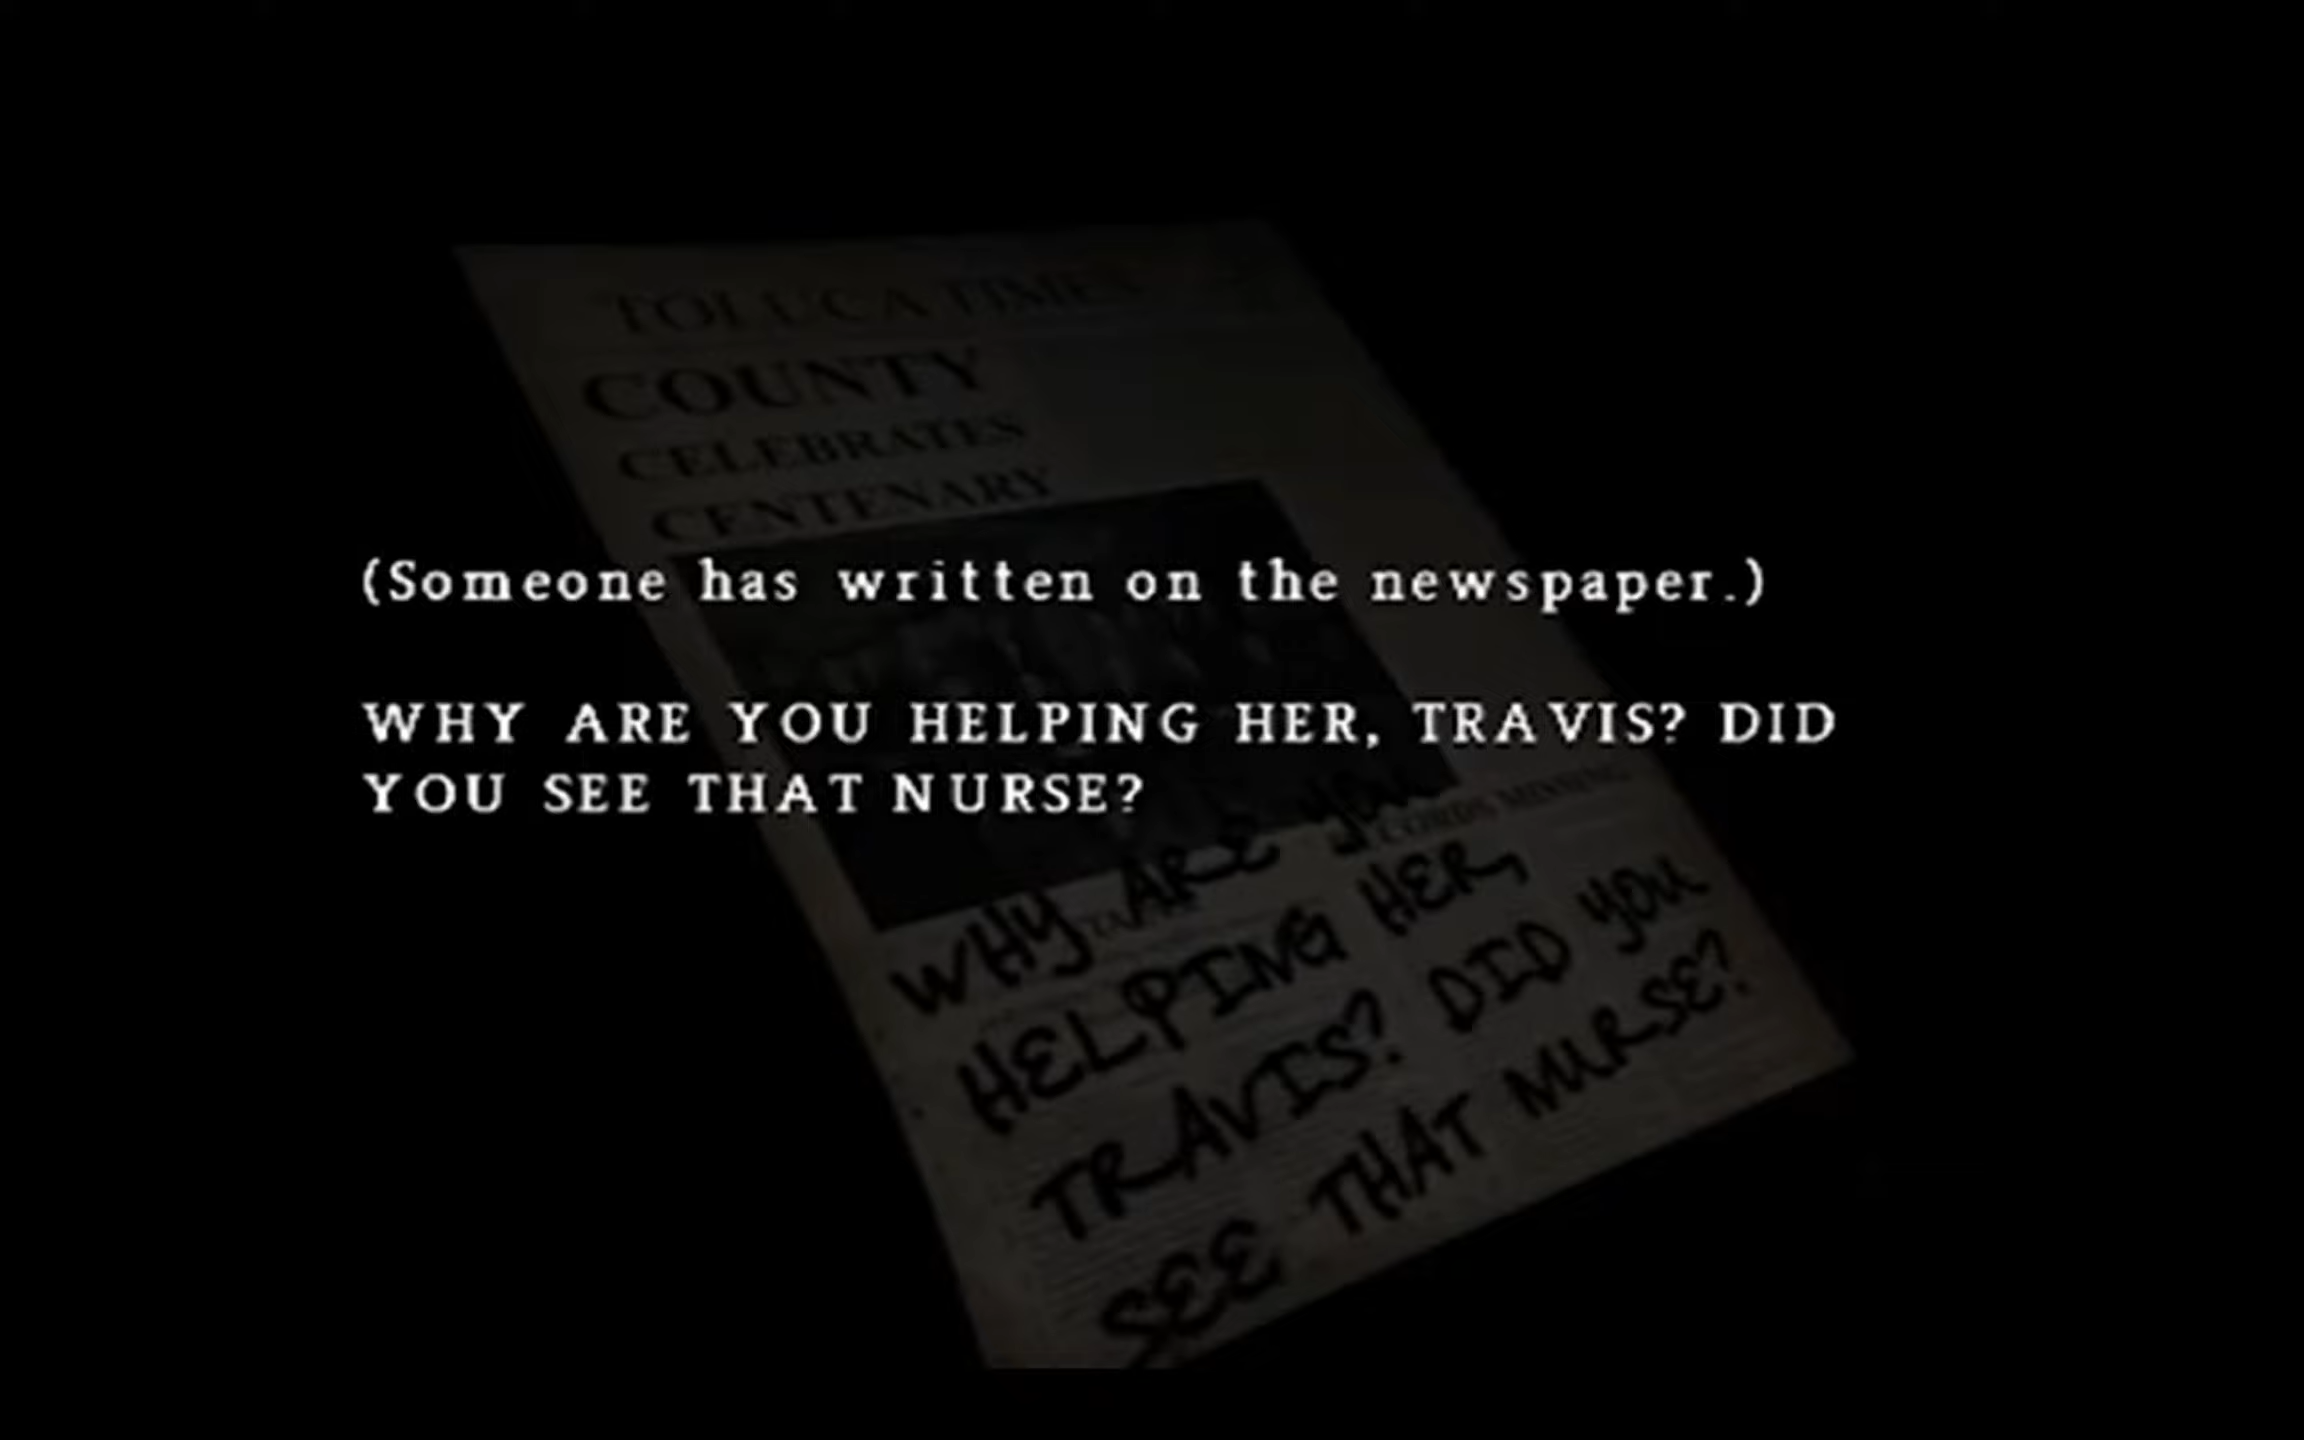 TOLUCA TIMES
COUNTY
CELEBRATES
CENTENARY
(Someone has written on the newspaper.)
WHY ARE YOU HELPING HER, TRAVIS? DID
YOU SEE THAT NURSE?
WHY ARE YOU
HELPING HER,
TRAVIS? DID YOU
SEE THAT NURSE?